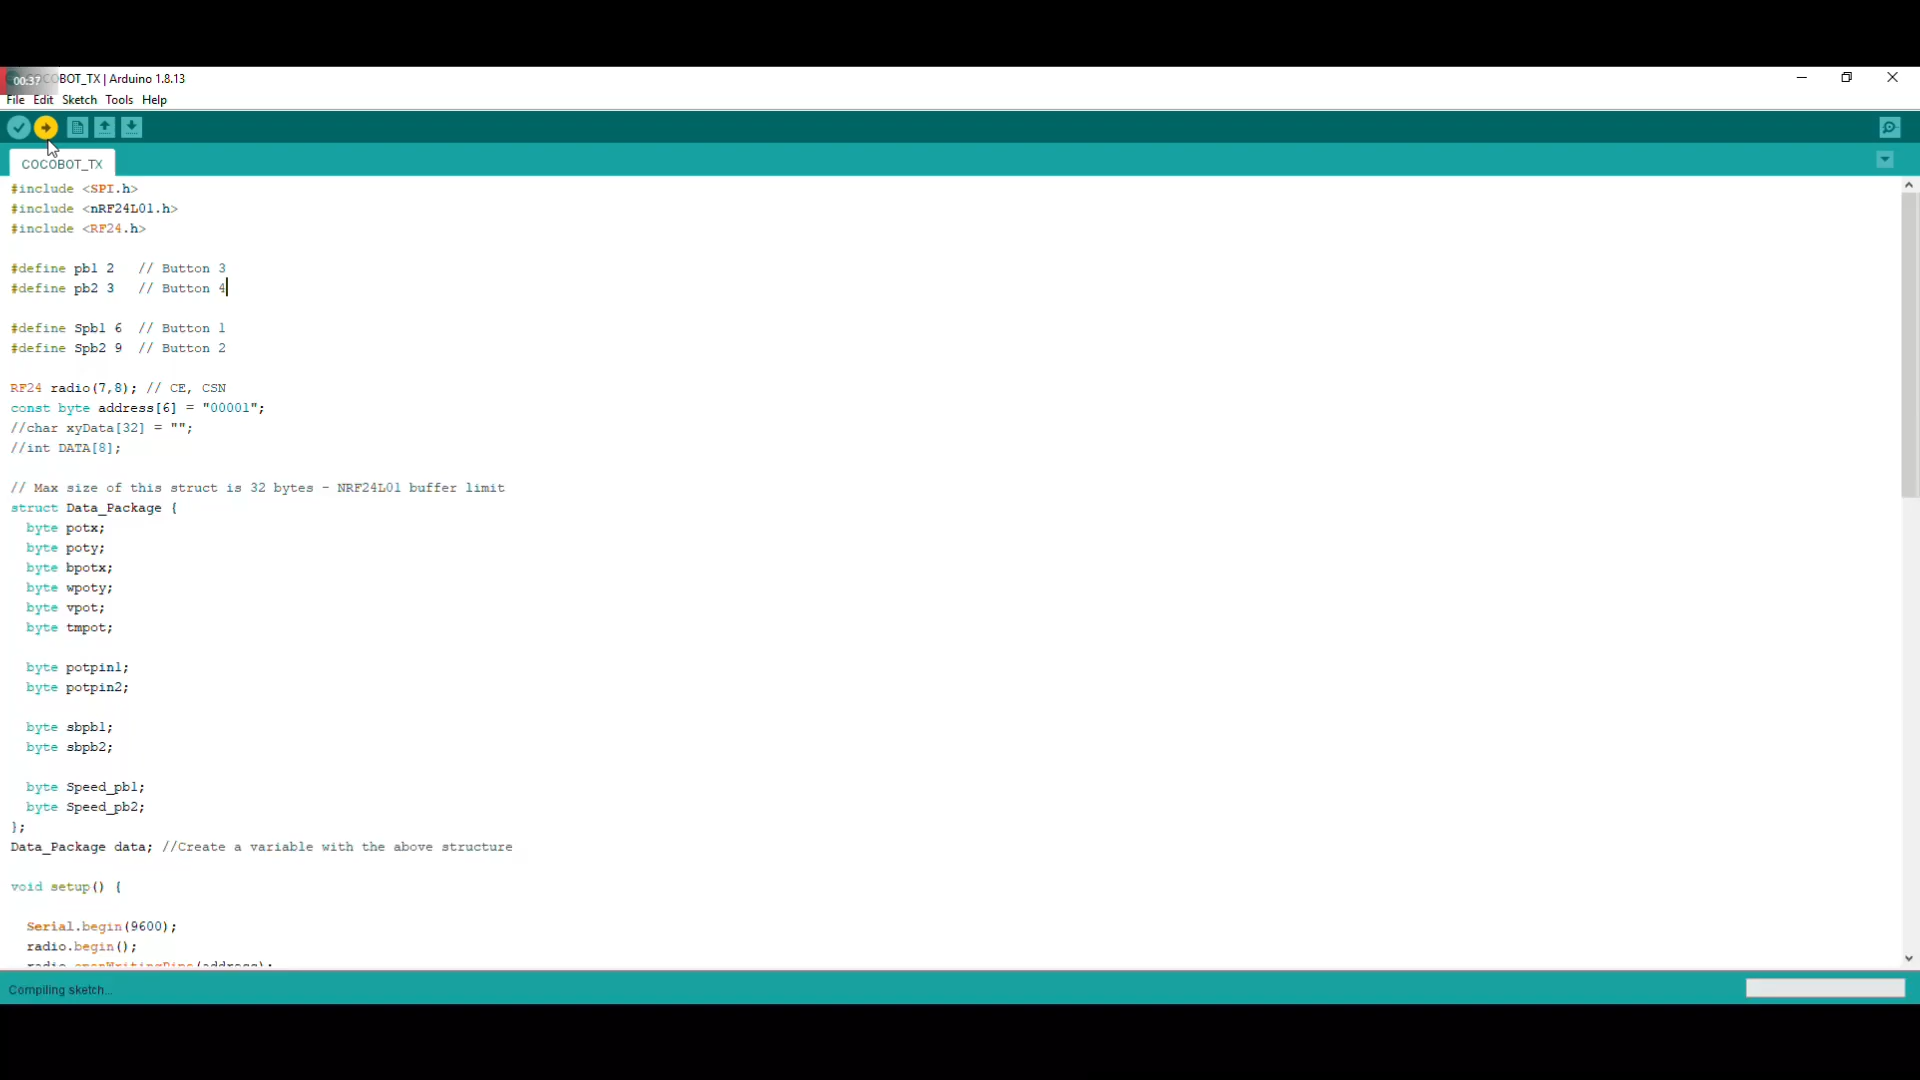 00:37 COBOT_TX | Arduino 1.8.13
File Edit Sketch Tools Help
COCOBOT_TX
#include <SPI.h>
#include <nRF24L01.h>
#include <RF24.h>
#define pb1 2 // Button 3
#define pb2 3 // Button 4
#define Spb1 6 // Button 1
#define Spb2 9 // Button 2
RF24 radio(7,8); // CE, CSN
const byte address[6] = "00001";
//char xyData[32] = "";
//int DATA[8];
// Max size of this struct is 32 bytes - NRF24L01 buffer limit
struct Data_Package {
byte potx;
byte poty;
byte bpotx;
byte wpoty;
byte vpot;
byte tmpot;
byte potpin1;
byte potpin2;
byte sbpb1;
byte sbpb2;
byte Speed_pb1;
byte Speed_pb2;
};
Data_Package data; //Create a variable with the above structure
void setup() {
Serial.begin(9600);
radio.begin();
radio.openWritingPipe(address);
Compiling sketch...